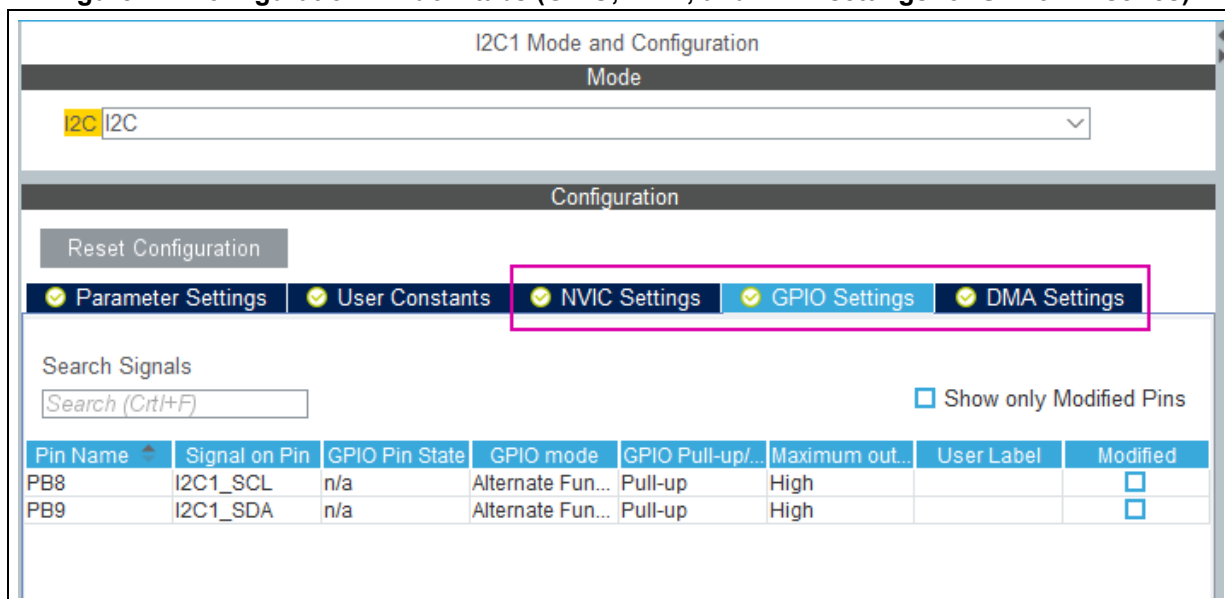 I2C1 Mode and Configuration
Mode
I2C I2C
Configuration
Reset Configuration
Parameter Settings User Constants NVIC Settings GPIO Settings DMA Settings
Search Signals
Search (Crtl+F)
Show only Modified Pins
Pin Name Signal on Pin GPIO Pin State GPIO mode GPIO Pull-up/... Maximum out... User Label Modified
PB8 I2C1_SCL n/a Alternate Fun... Pull-up High
PB9 I2C1_SDA n/a Alternate Fun... Pull-up High